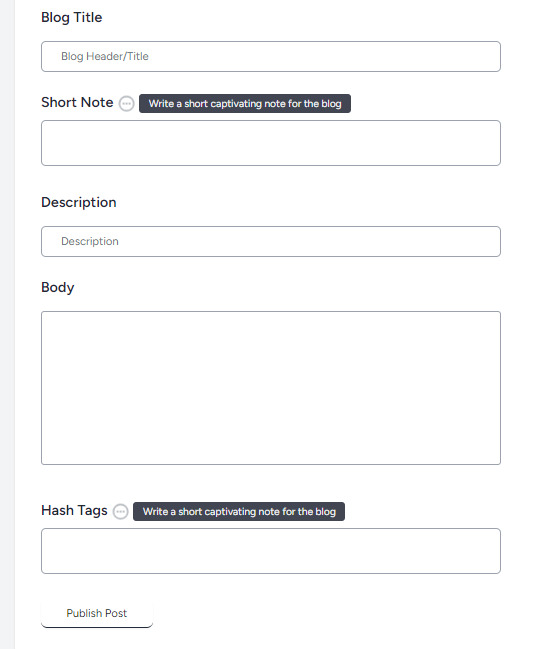 Blog Title
Blog Header/Title
Short Note Write a short captivating note for the blog
Description
Description
Body
Hash Tags Write a short captivating note for the blog
Publish Post